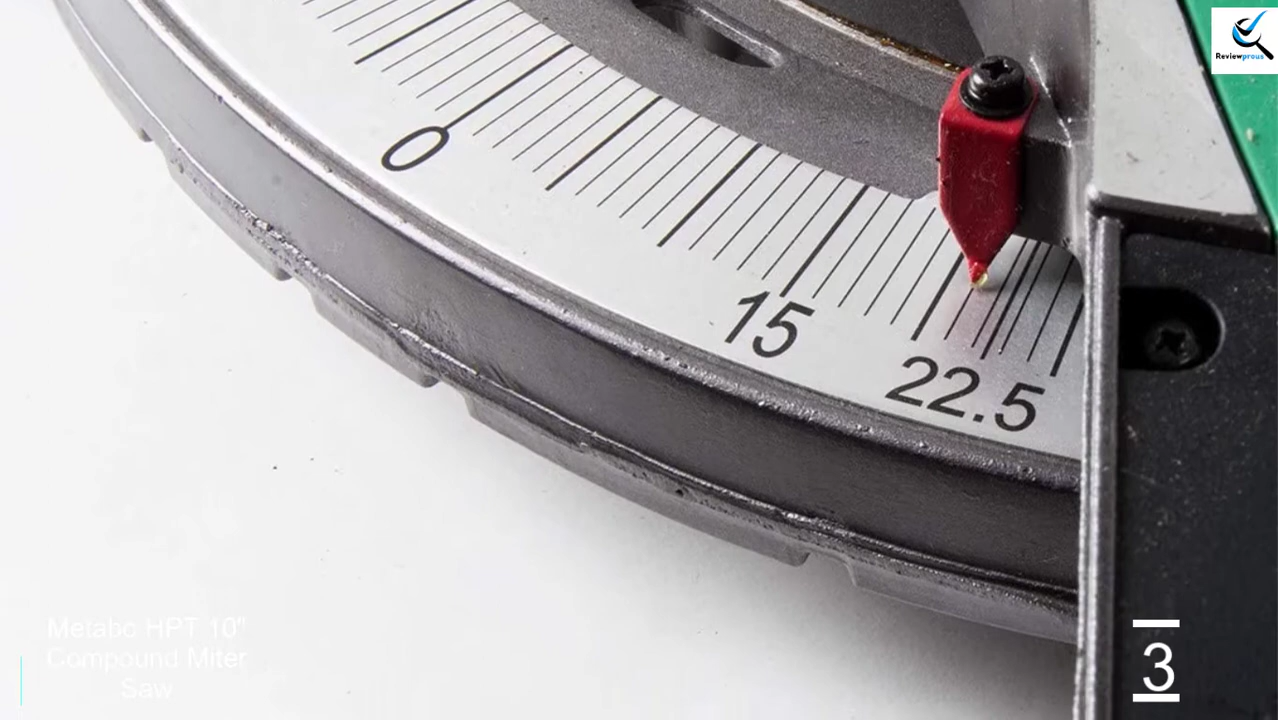 Reviewprous
0
15
22.5
Metabo HPT 10"
Compound Miter
Saw
3